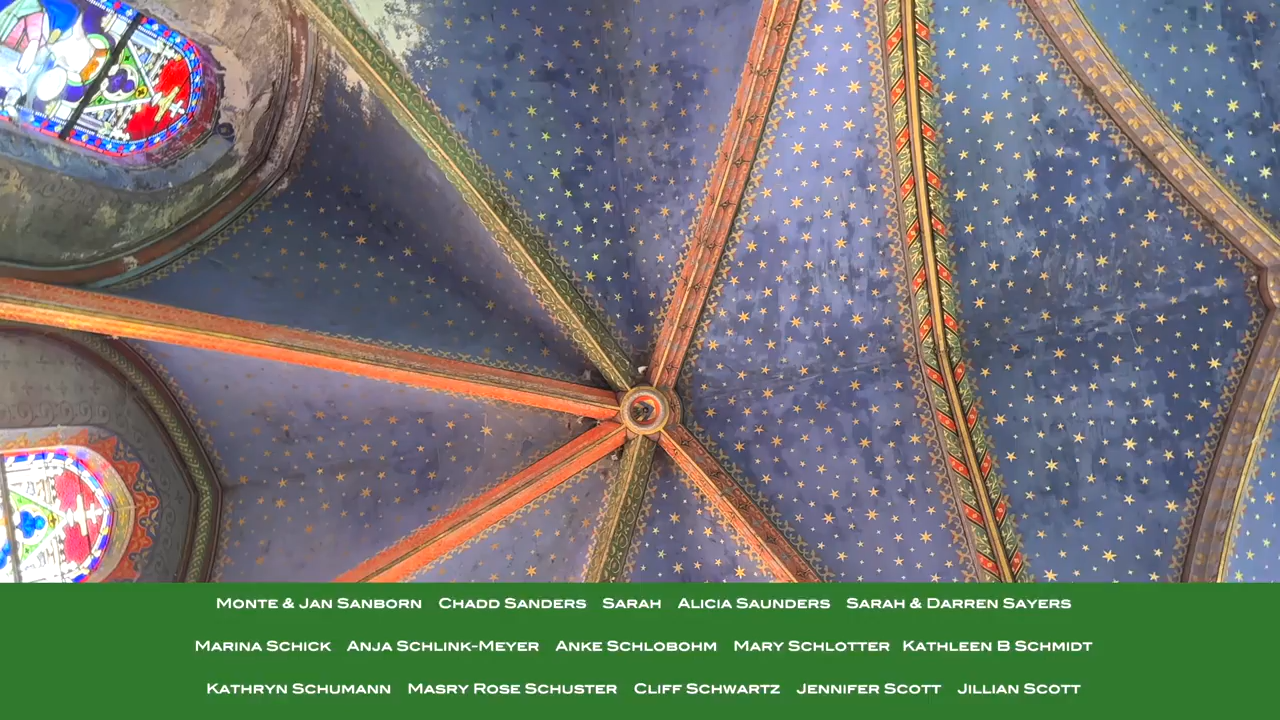 Monte & Jan Sanborn Chadd Sanders Sarah Alicia Saunders Sarah & Darren Sayers
Marina Schick Anja Schlink-Meyer Anke Schlobohm Mary Schlotter Kathleen B Schmidt
Kathryn Schumann Masry Rose Schuster Cliff Schwartz Jennifer Scott Jillian Scott